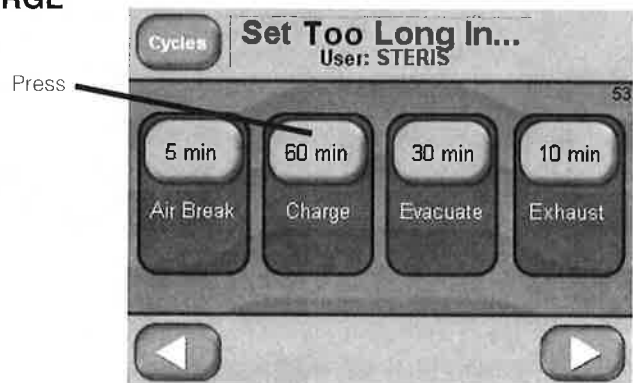 RGE
Cycles
Set Too Long In...
User: STERIS
Press
53
5 min 60 min 30 min 10 min
Air Break Charge Evacuate Exhaust